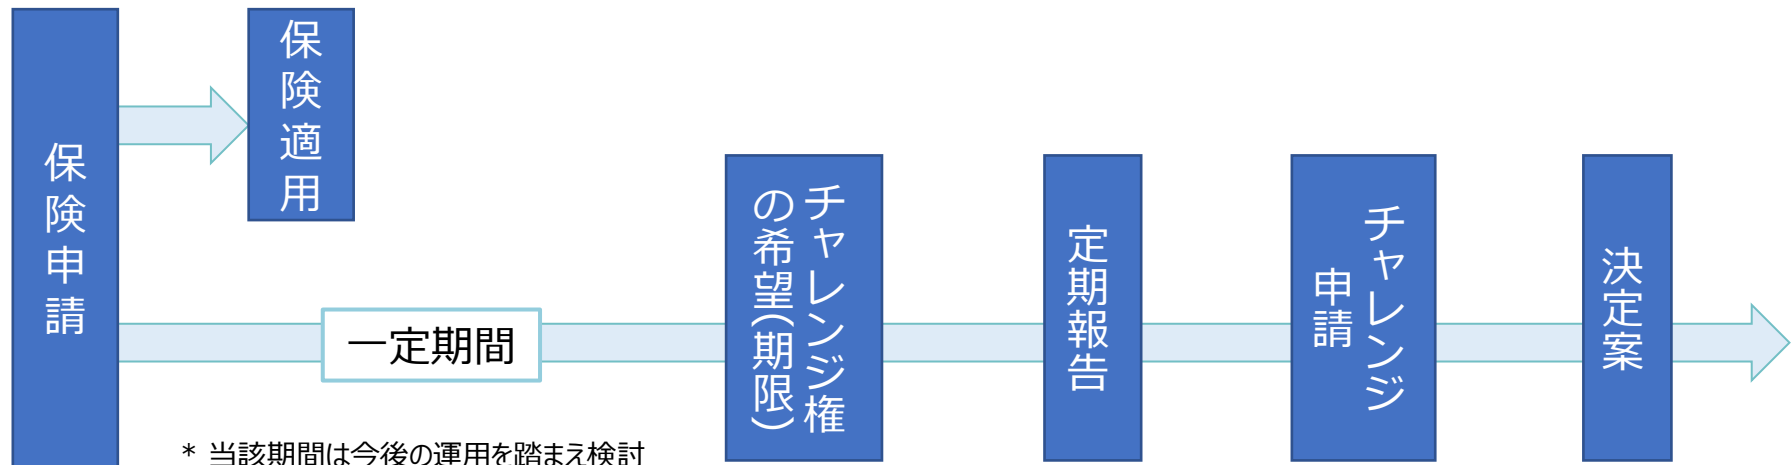 保険申請
保険適用
一定期間
* 当該期間は今後の運用を踏まえ検討
チャレンジ権
の希望(期限)
定期報告
チャレンジ
申請
決定案